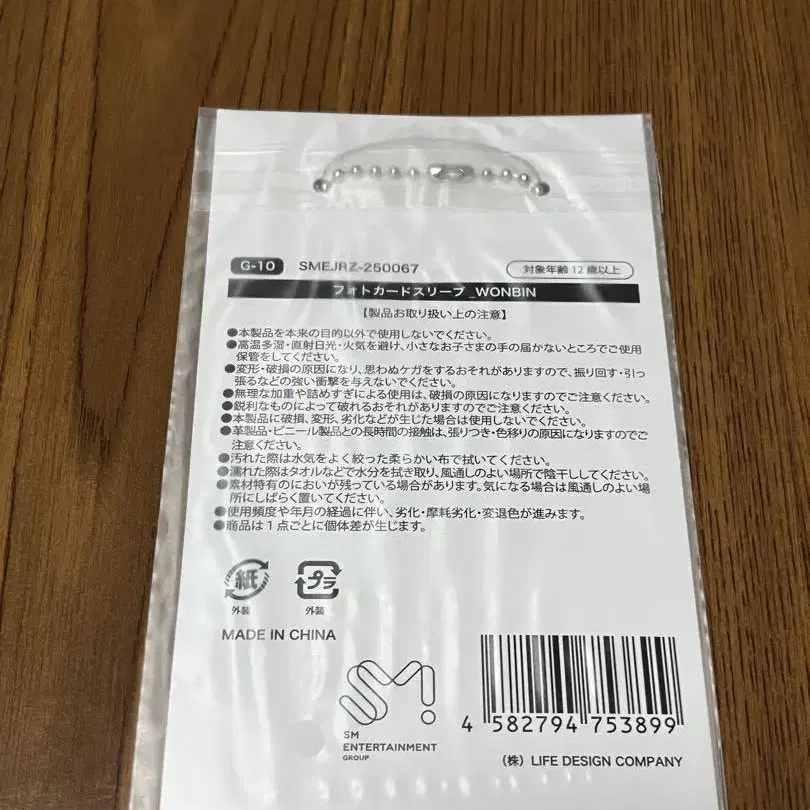 G-10 SMEJRZ-250067 対象年齢12歳以上
フォトカードスリーブ_WONBIN
【製品お取り扱い上の注意】
●本製品を本来の目的以外で使用しないでください。
●高温多湿・直射日光・火気を避け、小さなお子さまの手の届かないところでご使用
保管をしてください。
●変形・破損の原因になり、思わぬケガをするおそれがありますので、振り回す・引っ
張るなどの強い衝撃を与えないでください。
●無理な加重や詰めすぎによる使用は、破損の原因になりますのでご注意ください。
●鋭利なものによって破れるおそれがありますのでご注意ください。
●本製品に破損、変形、劣化などが生じた場合は使用しないでください。
●革製品・ビニール製品との長時間の接触は、張りつき・色移りの原因になりますのでご
注意ください。
●汚れた際は水気をよく絞った柔らかい布で拭いてください。
●濡れた際はタオルなどで水分を拭き取り、風通しのよい場所で陰干ししてください。
●素材特有のにおいが残っている場合があります。気になる場合は風通しのよい場
所にしばらく置いてください。
●使用頻度や年月の経過に伴い、劣化・摩耗劣化・変退色が進みます。
●商品は1点ごとに個体差が生じます。
紙 プラ
外装 外装
MADE IN CHINA
SM
SM
ENTERTAINMENT
GROUP
4 582794 753899
(株) LIFE DESIGN COMPANY